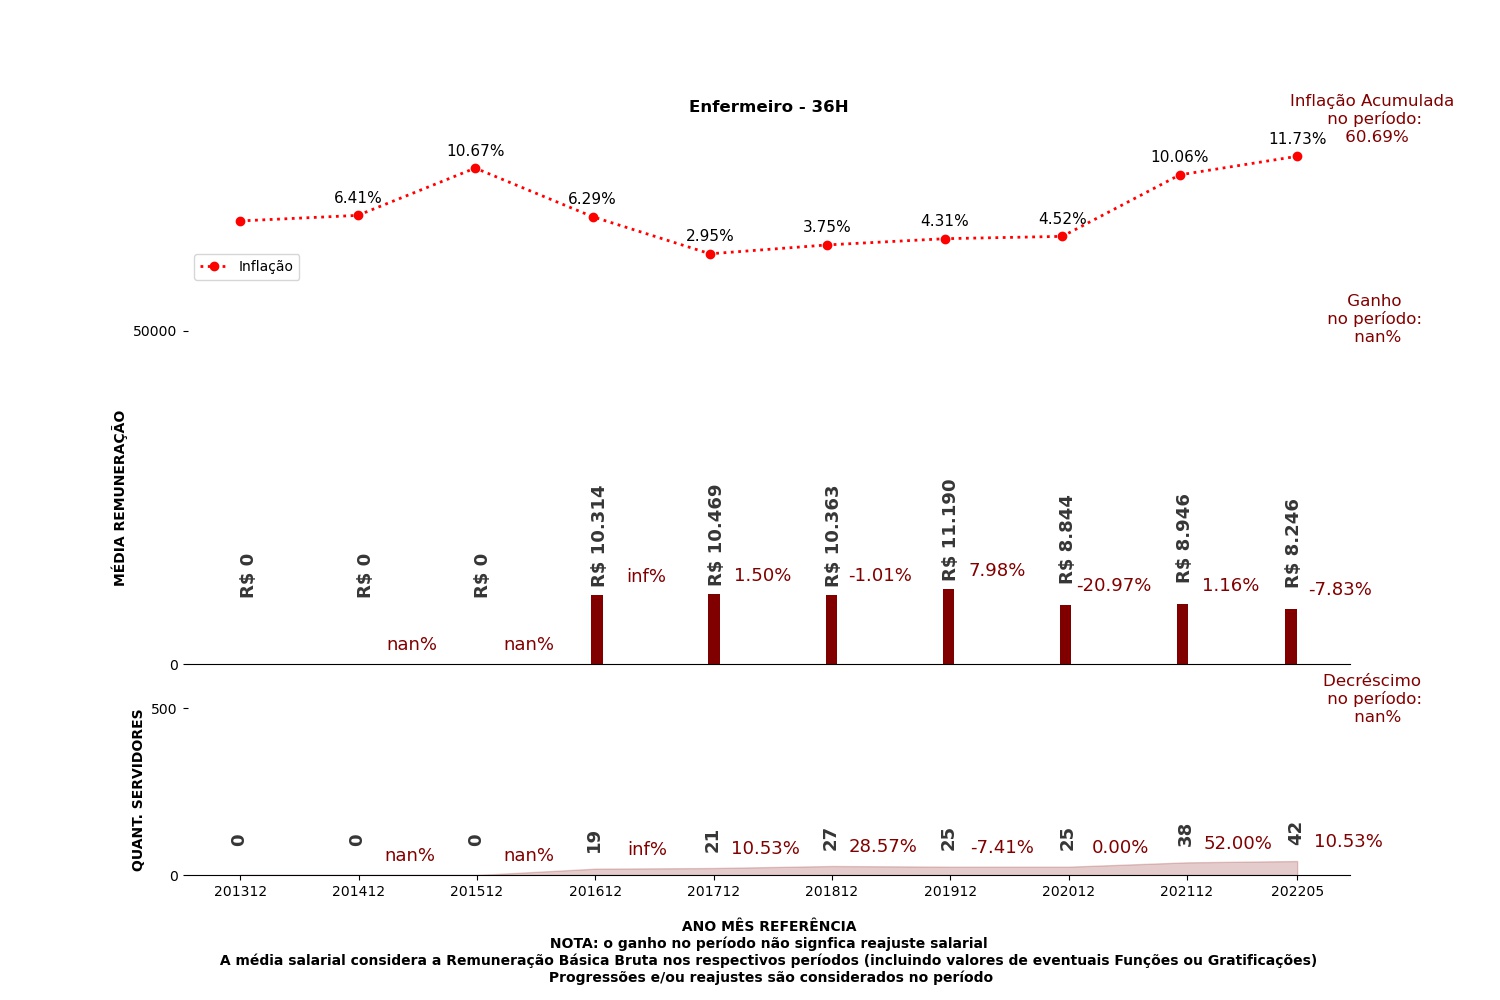 Enfermeiro - 36H
Inflação Acumulada
no período:
60.69%
6.41%
10.67%
6.29%
2.95%
3.75%
4.31%
4.52%
10.06%
11.73%
Inflação
Ganho
no período:
nan%
50000
0
MÉDIA REMUNERAÇÃO
R$ 0
R$ 0
R$ 0
R$ 10.314
R$ 10.469
R$ 10.363
R$ 11.190
R$ 8.844
R$ 8.946
R$ 8.246
nan%
nan%
inf%
1.50%
-1.01%
7.98%
-20.97%
1.16%
-7.83%
Decréscimo
no período:
nan%
500
0
QUANT. SERVIDORES
0
0
0
19
21
27
25
25
38
42
nan%
nan%
inf%
10.53%
28.57%
-7.41%
0.00%
52.00%
10.53%
201312
201412
201512
201612
201712
201812
201912
202012
202112
202205
ANO MÊS REFERÊNCIA
NOTA: o ganho no período não signfica reajuste salarial
A média salarial considera a Remuneração Básica Bruta nos respectivos períodos (incluindo valores de eventuais Funções ou Gratificações)
Progressões e/ou reajustes são considerados no período